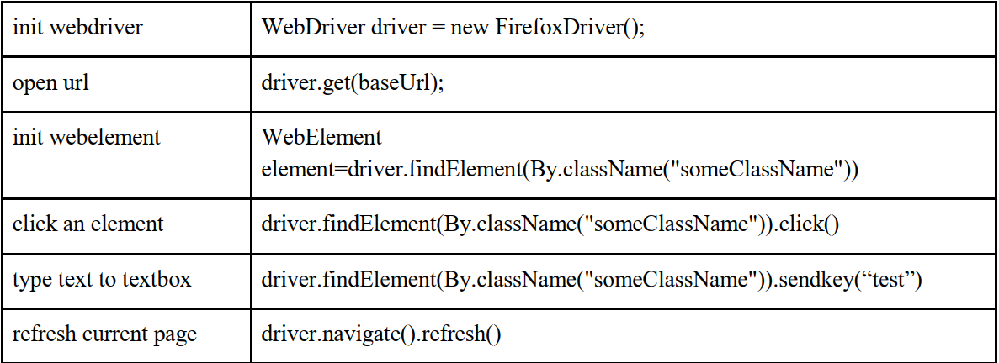 init webdriver
WebDriver driver = new FirefoxDriver();
open url
driver.get(baseUrl);
init webelement
WebElement
element=driver.findElement(By.className("someClassName"))
click an element
driver.findElement(By.className("someClassName")).click()
type text to textbox
driver.findElement(By.className("someClassName")).sendkey(“test”)
refresh current page
driver.navigate().refresh()